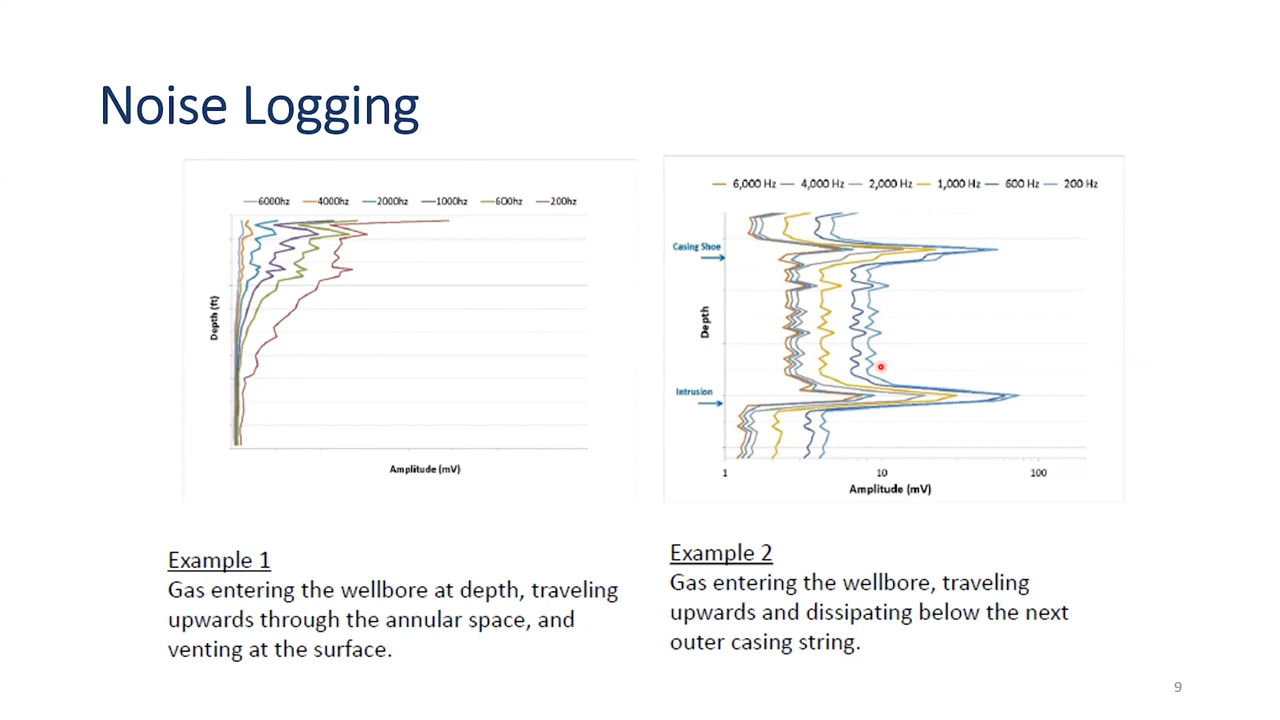 Noise Logging
6000hz 4000hz 2000hz 1000hz 600hz 200hz
Depth (ft)
Amplitude (mV)
6,000 Hz 4,000 Hz 2,000 Hz 1,000 Hz 600 Hz 200 Hz
Casing Shoe
Depth
Intrusion
1 10 100
Amplitude (mV)
Example 1
Gas entering the wellbore at depth, traveling
upwards through the annular space, and
venting at the surface.
Example 2
Gas entering the wellbore, traveling
upwards and dissipating below the next
outer casing string.
9